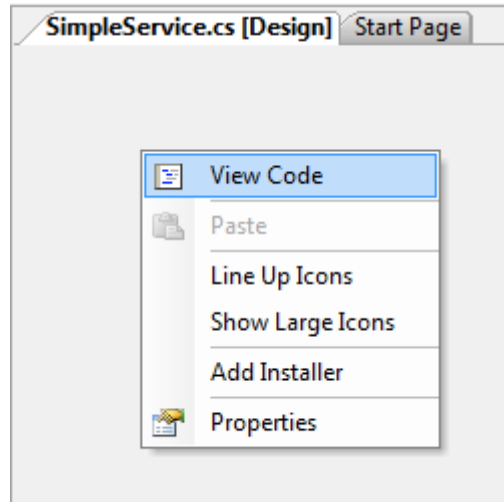 SimpleService.cs [Design] Start Page
View Code
Paste
Line Up Icons
Show Large Icons
Add Installer
Properties